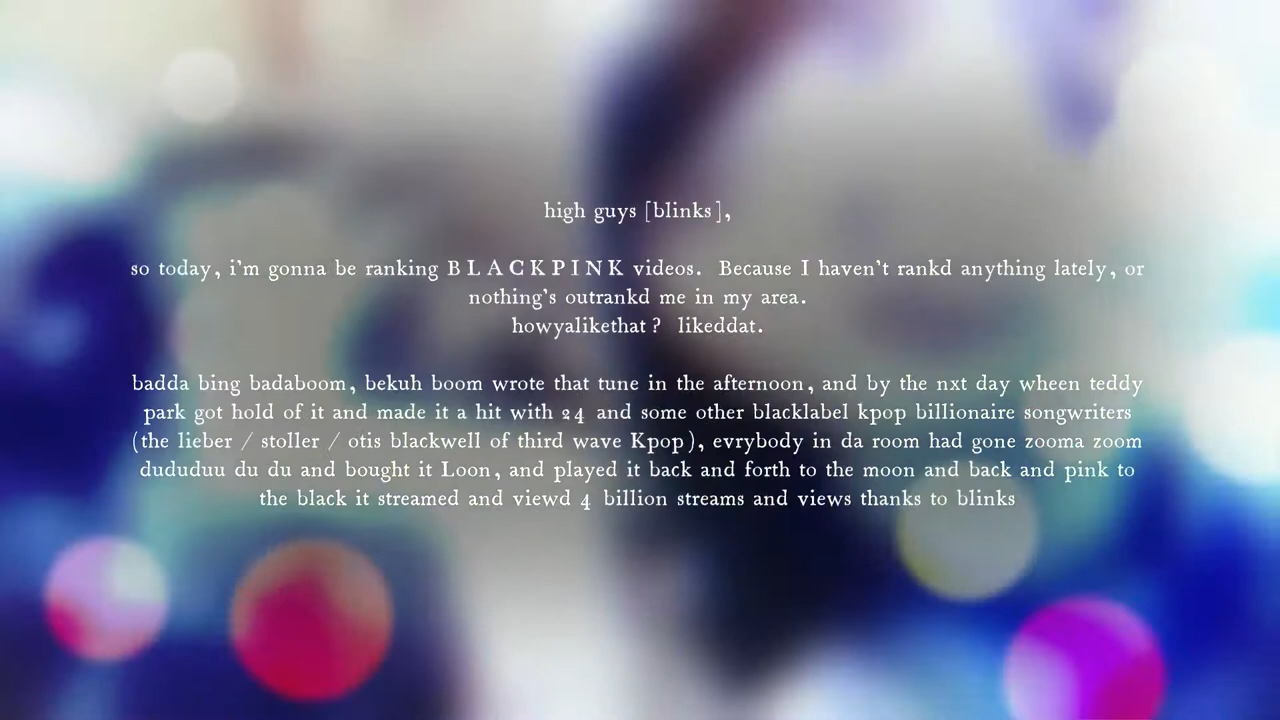 high guys [blinks],
so today, i'm gonna be ranking B L A C K P I N K videos. Because I haven't rankd anything lately, or
nothing's outrankd me in my area.
howyalikethat ? likeddat.
badda bing badaboom, bekuh boom wrote that tune in the afternoon, and by the nxt day wheen teddy
park got hold of it and made it a hit with 24 and some other blacklabel kpop billionaire songwriters
(the lieber / stoller / otis blackwell of third wave Kpop), evrybody in da room had gone zooma zoom
dududuu du du and bought it Loon, and played it back and forth to the moon and back and pink to
the black it streamed and viewd 4 billion streams and views thanks to blinks